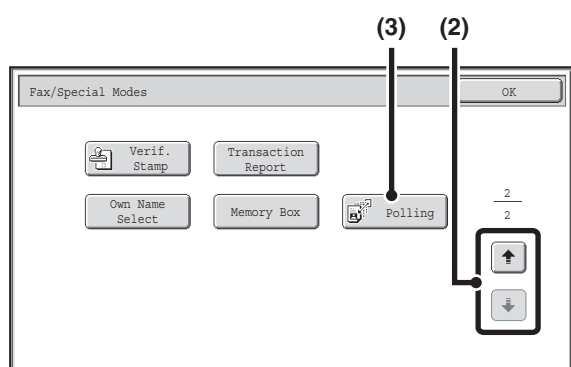 (3) (2)
Fax/Special Modes
OK
Verif.
Stamp
Transaction
Report
Own Name
Select
Memory Box
Polling
2
2